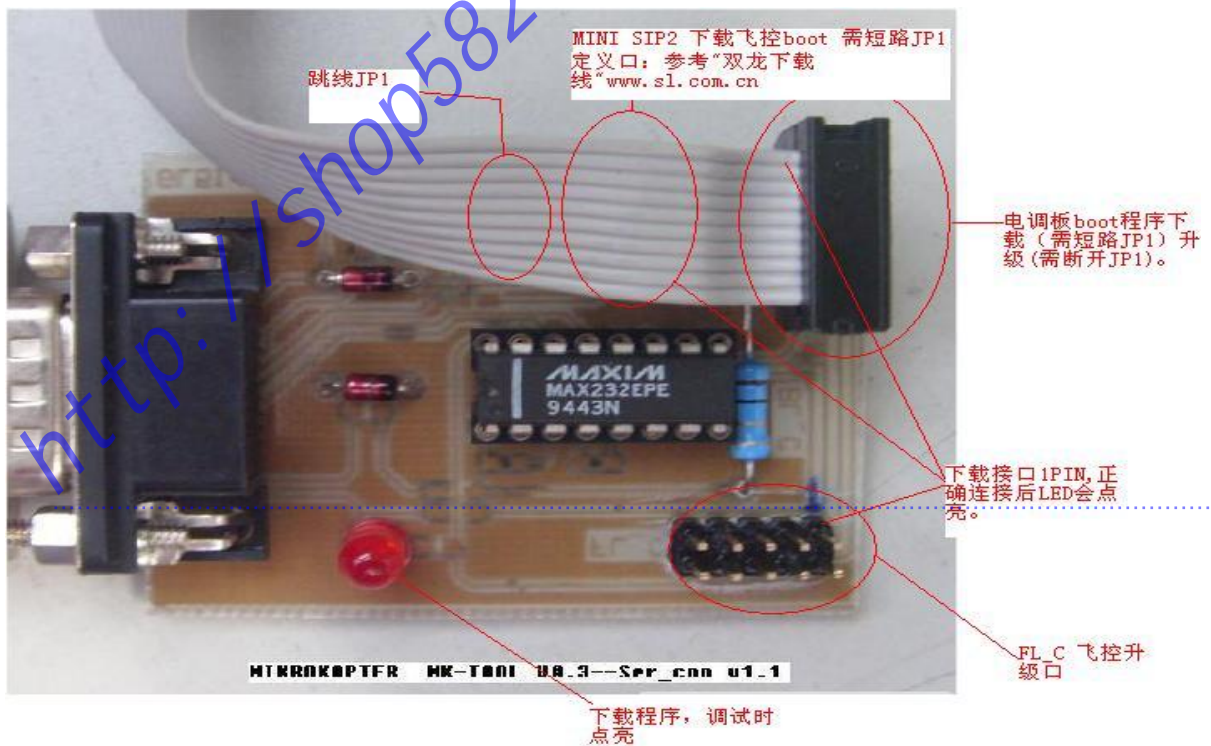 MINI SIP2 下载飞控boot 需短路JP1
定义口：参考"双龙下载
线"www.sl.com.cn
跳线JP1
http://shop582
电调板boot程序下
载（需短路JP1）升
级(需断开JP1)。
MAXIM
MAX232EPE
9443N
下载接口1PIN,正
确连接后LED会点
亮。
FL_C 飞控升
级口
MIKROKOPTER MK-TOOL V0.3--Ser_cnn v1.1
下载程序，调试时
点亮